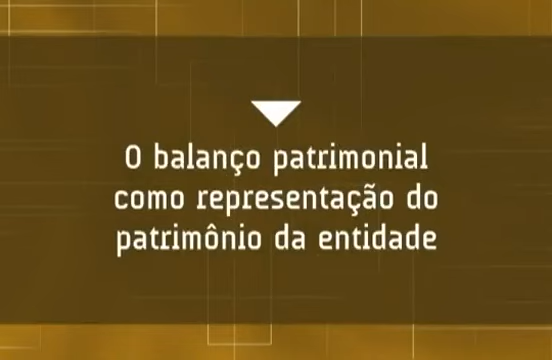 O balanço patrimonial
como representação do
patrimônio da entidade